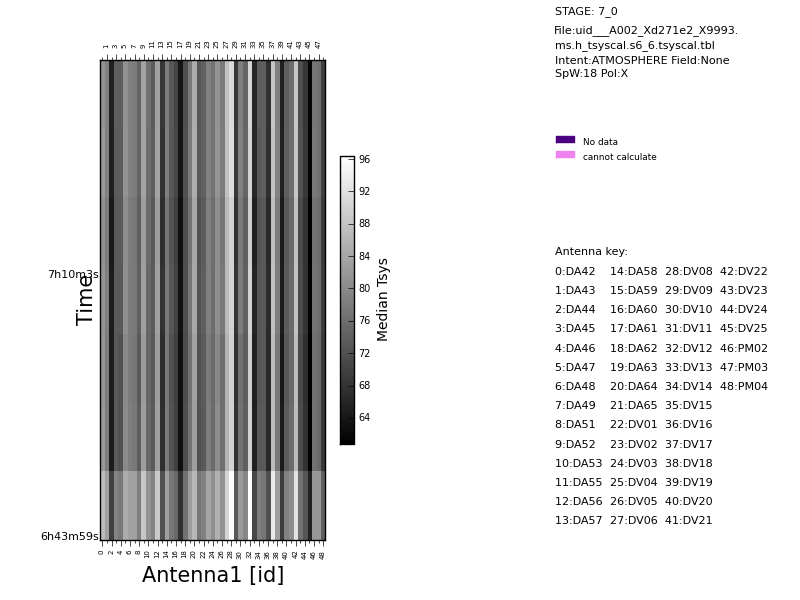 STAGE: 7_0
File:uid___A002_Xd271e2_X9993.
ms.h_tsyscal.s6_6.tsyscal.tbl
Intent:ATMOSPHERE Field:None
SpW:18 Pol:X
No data
cannot calculate
Antenna key:
0:DA42 14:DA58 28:DV08 42:DV22
1:DA43 15:DA59 29:DV09 43:DV23
2:DA44 16:DA60 30:DV10 44:DV24
3:DA45 17:DA61 31:DV11 45:DV25
4:DA46 18:DA62 32:DV12 46:PM02
5:DA47 19:DA63 33:DV13 47:PM03
6:DA48 20:DA64 34:DV14 48:PM04
7:DA49 21:DA65 35:DV15
8:DA51 22:DV01 36:DV16
9:DA52 23:DV02 37:DV17
10:DA53 24:DV03 38:DV18
11:DA55 25:DV04 39:DV19
12:DA56 26:DV05 40:DV20
13:DA57 27:DV06 41:DV21
1 3 5 7 9 11 13 15 17 19 21 23 25 27 29 31 33 35 37 39 41 43 45 47
7h10m3s
Time
6h43m59s
0 2 4 6 8 10 12 14 16 18 20 22 24 26 28 30 32 34 36 38 40 42 44 46 48
Antenna1 [id]
96
92
88
84
80
76
72
68
64
Median Tsys